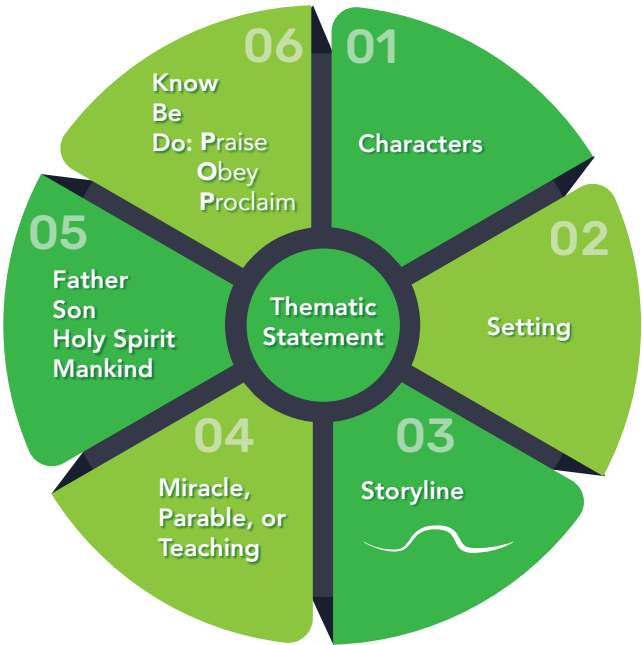 01
Characters
02
Setting
03
Storyline
04
Miracle,
Parable, or
Teaching
05
Father
Son
Holy Spirit
Mankind
06
Know
Be
Do: Praise
Obey
Proclaim
Thematic
Statement